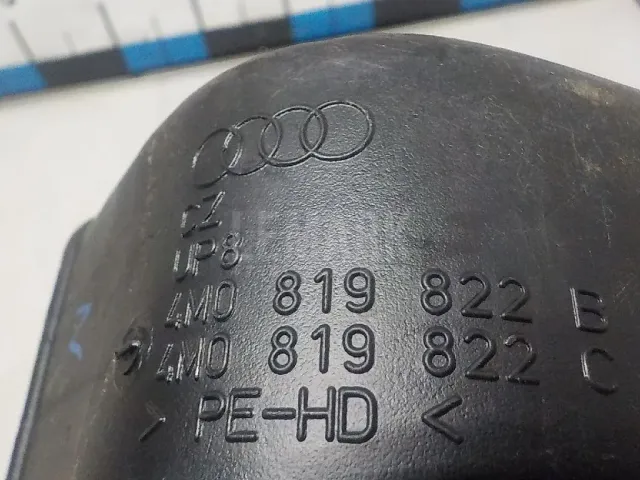 CZ
UP8
4M0 819 822 B
4M0 819 822 C
> PE-HD <